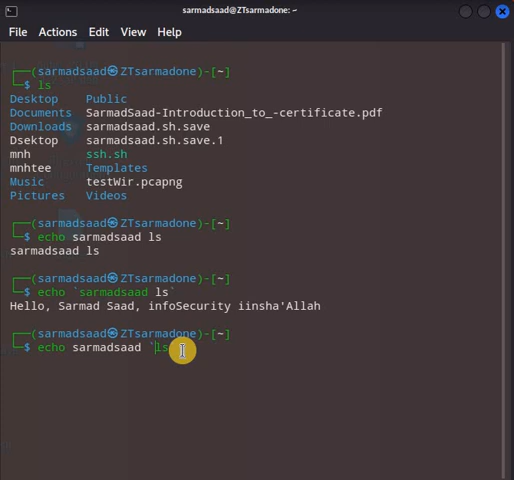 sarmadsaad@ZTsarmadone: ~
File Actions Edit View Help
┌──(sarmadsaad㉿ZTsarmadone)-[~]
└─$ ls
Desktop Public
Documents SarmadSaad-Introduction_to_-certificate.pdf
Downloads sarmadsaad.sh.save
Dsektop sarmadsaad.sh.save.1
mnh ssh.sh
mnhtee Templates
Music testWir.pcapng
Pictures Videos
┌──(sarmadsaad㉿ZTsarmadone)-[~]
└─$ echo sarmadsaad ls
sarmadsaad ls
┌──(sarmadsaad㉿ZTsarmadone)-[~]
└─$ echo `sarmadsaad ls`
Hello, Sarmad Saad, infoSecurity iinsha'Allah
┌──(sarmadsaad㉿ZTsarmadone)-[~]
└─$ echo sarmadsaad `ls